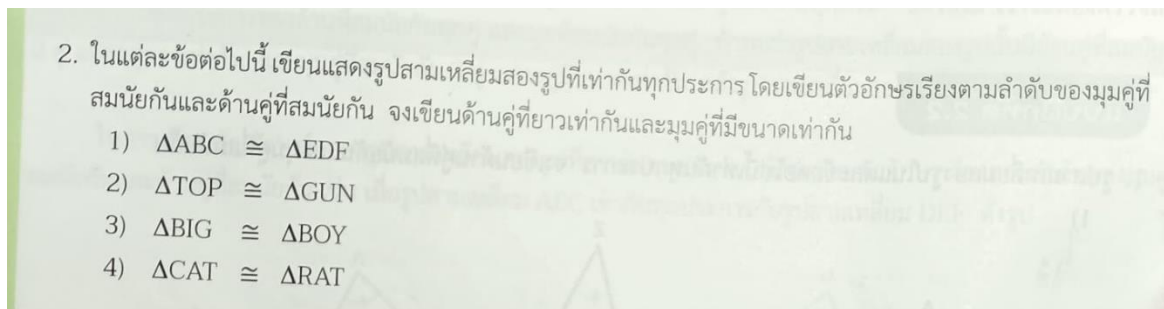 2. ในแต่ละข้อต่อไปนี้ เขียนแสดงรูปสามเหลี่ยมสองรูปที่เท่ากันทุกประการ โดยเขียนตัวอักษรเรียงตามลำดับของมุมคู่ที่
สมนัยกันและด้านคู่ที่สมนัยกัน จงเขียนด้านคู่ที่ยาวเท่ากันและมุมคู่ที่มีขนาดเท่ากัน
1) ΔABC ≅ ΔEDF
2) ΔTOP ≅ ΔGUN
3) ΔBIG ≅ ΔBOY
4) ΔCAT ≅ ΔRAT